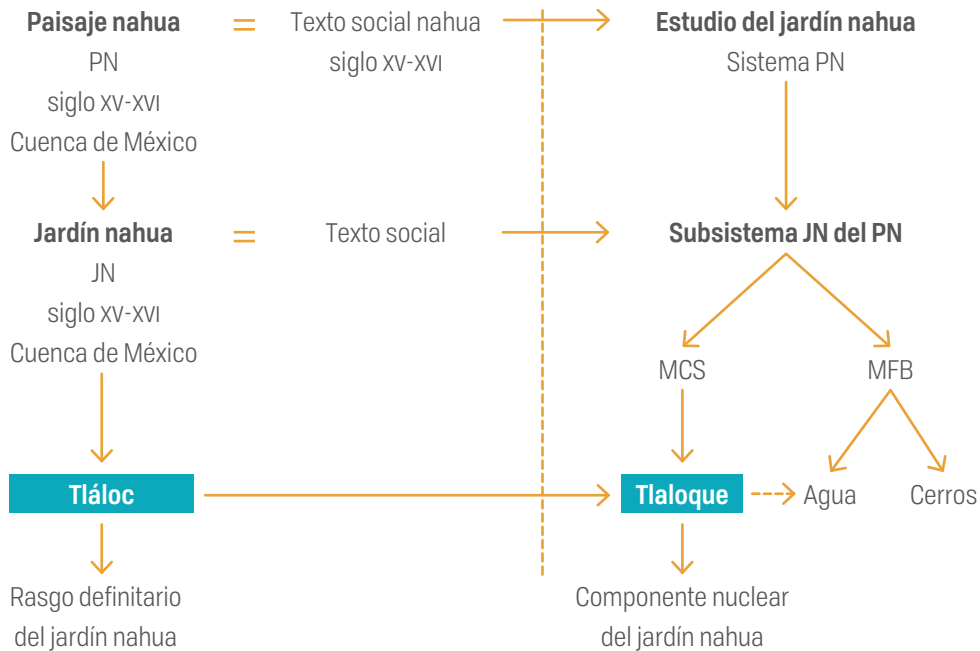 Paisaje nahua = Texto social nahua Estudio del jardín nahua
PN siglo XV-XVI Sistema PN
siglo XV-XVI
Cuenca de México
Jardín nahua = Texto social Subsistema JN del PN
JN
siglo XV-XVI
Cuenca de México
MCS MFB
Tláloc Tlaloque Agua Cerros
Rasgo definitario Componente nuclear
del jardín nahua del jardín nahua